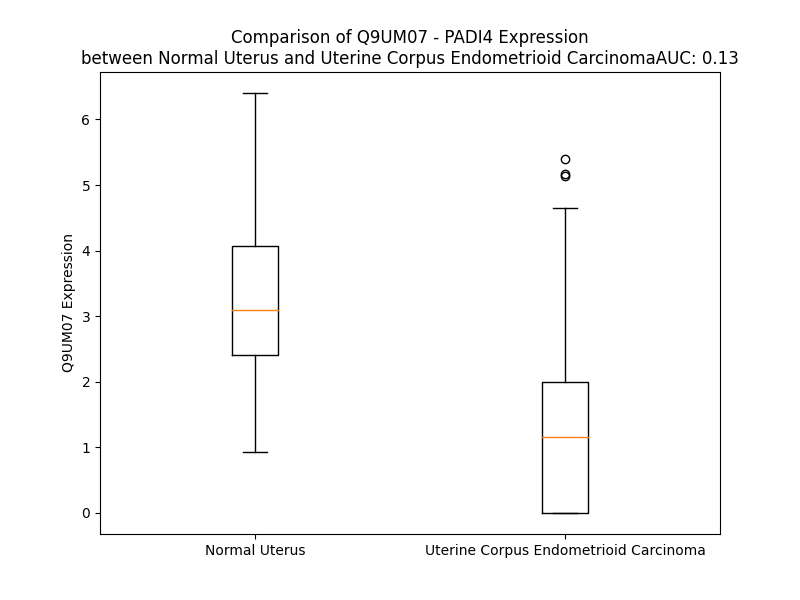 Comparison of Q9UM07 - PADI4 Expression
between Normal Uterus and Uterine Corpus Endometrioid CarcinomaAUC: 0.13
6
5
4
3
2
1
0
Q9UM07 Expression
Normal Uterus
Uterine Corpus Endometrioid Carcinoma